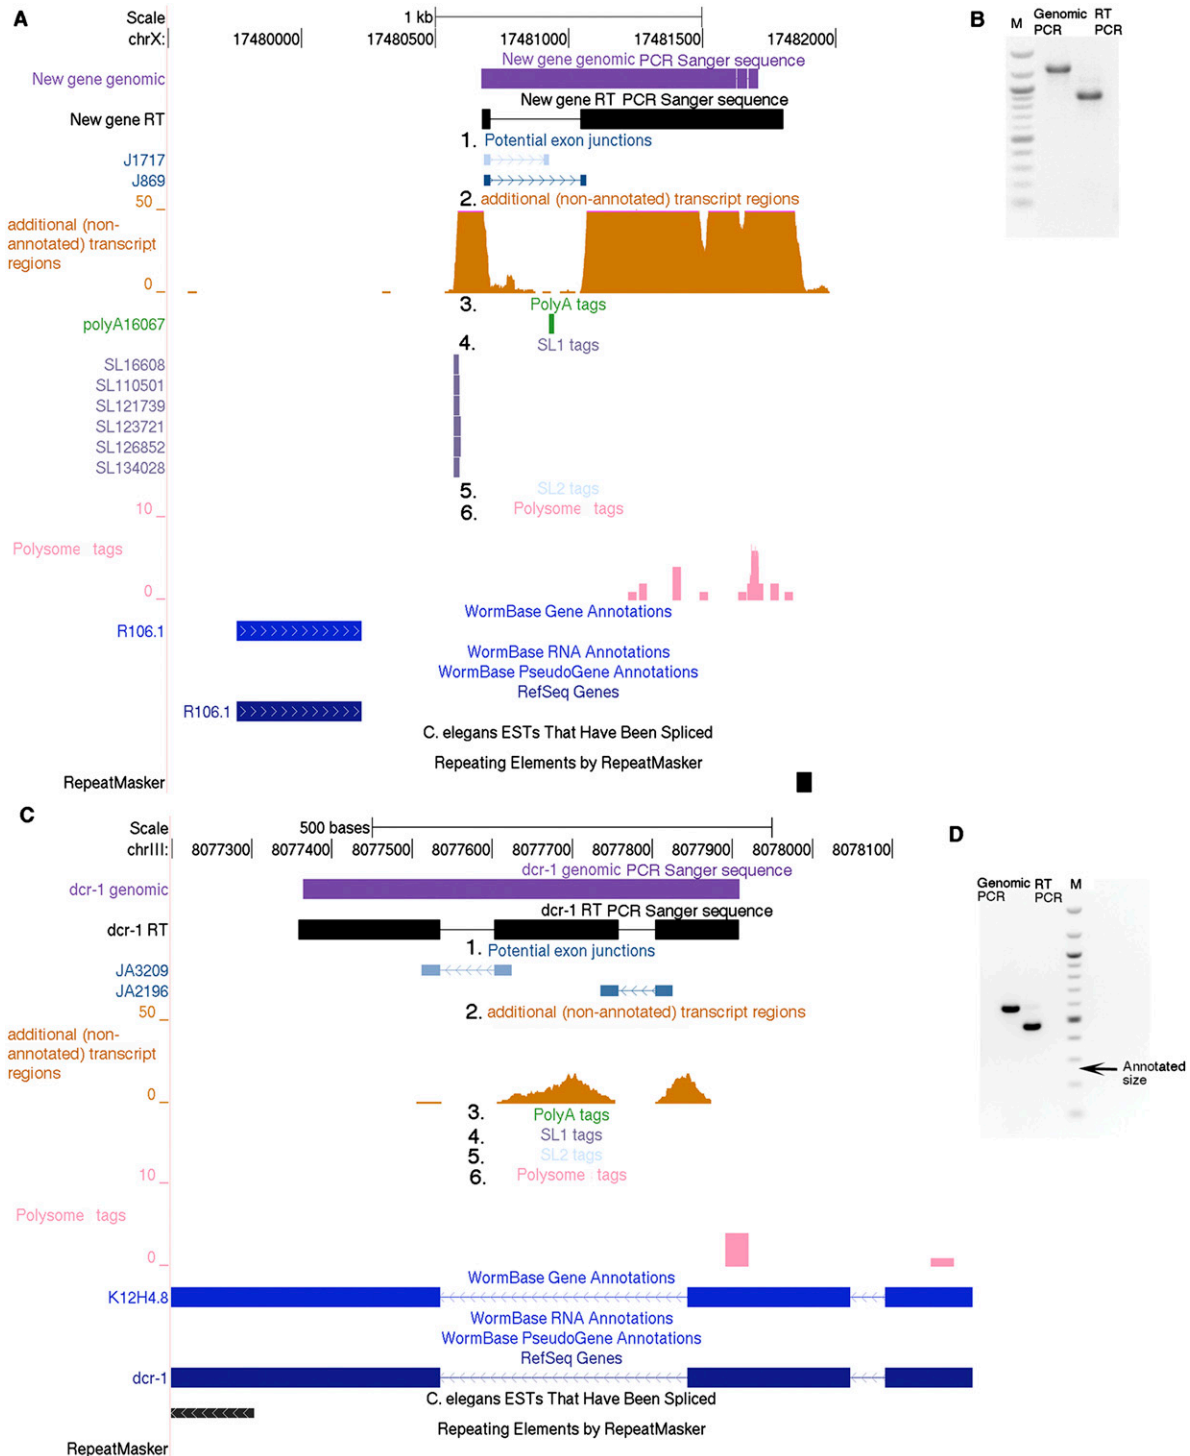 A
Scale
1 kb
chrX:
17480000
17480500
17481000
17481500
17482000
New gene genomic PCR Sanger sequence
New gene genomic
New gene RT PCR Sanger sequence
New gene RT
1. Potential exon junctions
J1717
J869
2. additional (non-annotated) transcript regions
50
additional (non-
annotated) transcript
regions
0
3. PolyA tags
polyA16067
4. SL1 tags
SL16608
SL110501
SL121739
SL123721
SL126852
SL134028
5. SL2 tags
6. Polysome tags
10
Polysome tags
0
WormBase Gene Annotations
R106.1
WormBase RNA Annotations
WormBase PseudoGene Annotations
RefSeq Genes
R106.1
C. elegans ESTs That Have Been Spliced
Repeating Elements by RepeatMasker
RepeatMasker
B
M
Genomic
PCR
RT
PCR
C
Scale
500 bases
chrIII:
8077300
8077400
8077500
8077600
8077700
8077800
8077900
8078000
8078100
dcr-1 genomic PCR Sanger sequence
dcr-1 genomic
dcr-1 RT PCR Sanger sequence
dcr-1 RT
1. Potential exon junctions
JA3209
JA2196
2. additional (non-annotated) transcript regions
50
additional (non-
annotated) transcript
regions
0
3. PolyA tags
4. SL1 tags
5. SL2 tags
6. Polysome tags
10
Polysome tags
0
WormBase Gene Annotations
K12H4.8
WormBase RNA Annotations
WormBase PseudoGene Annotations
RefSeq Genes
dcr-1
C. elegans ESTs That Have Been Spliced
Repeating Elements by RepeatMasker
RepeatMasker
D
Genomic
PCR
RT
PCR
M
Annotated
size